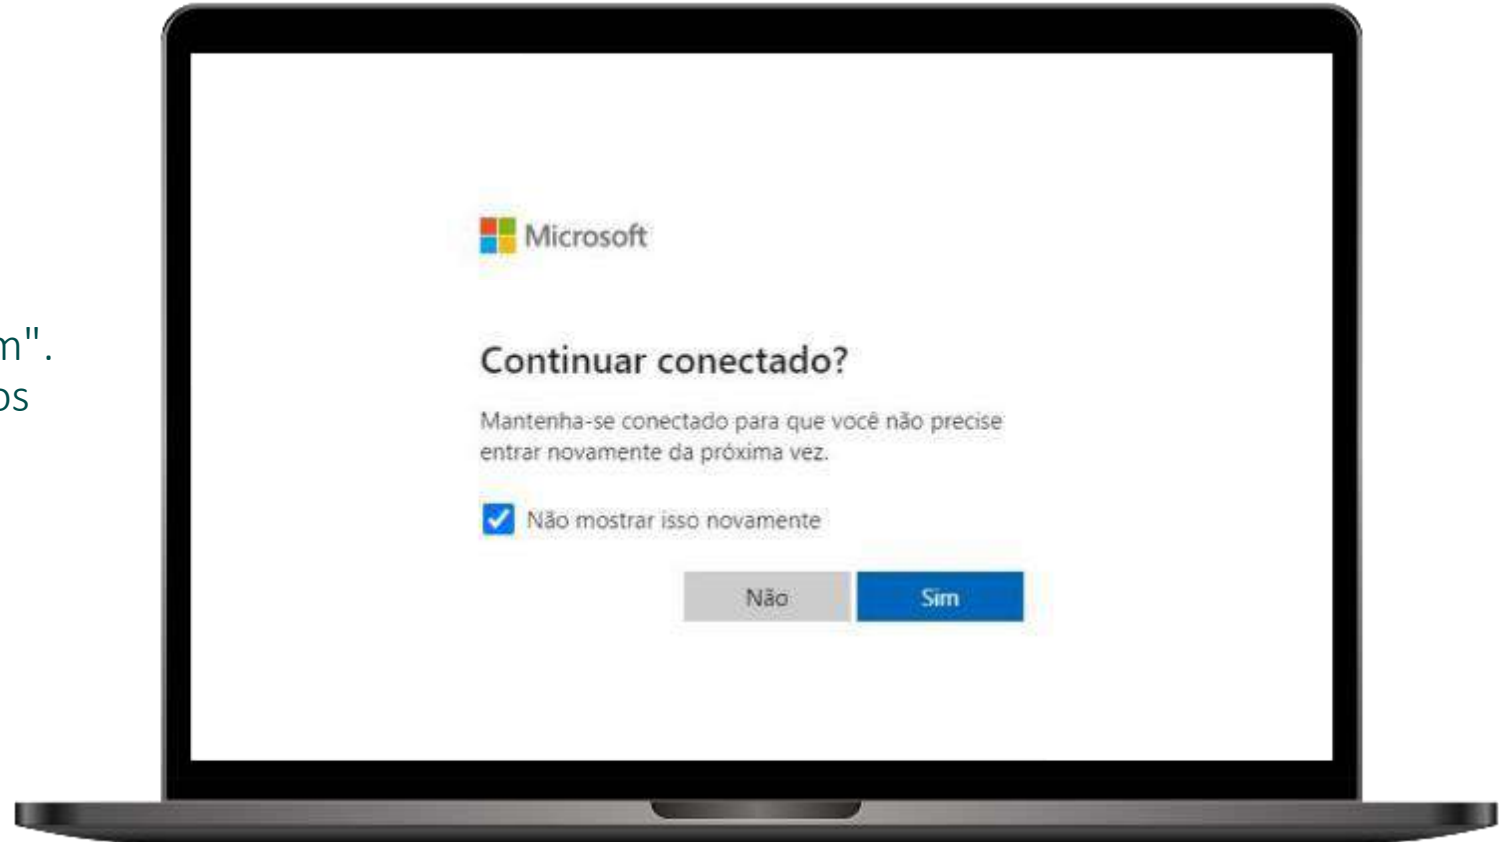 m".
os
Microsoft
Continuar conectado?
Mantenha-se conectado para que você não precise
entrar novamente da próxima vez.
Não mostrar isso novamente
Não
Sim